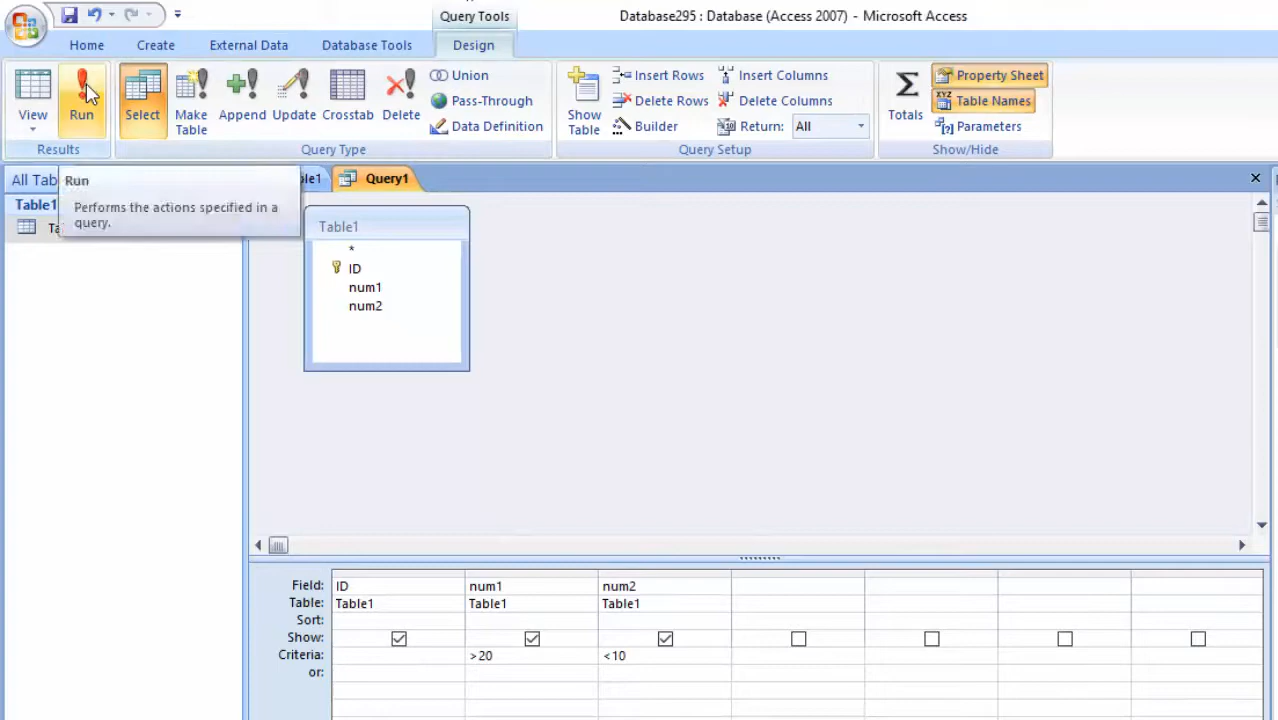 Query Tools
Database295 : Database (Access 2007) - Microsoft Access
Home Create External Data Database Tools Design
View Run Select Make Table Append Update Crosstab Delete
Union
Pass-Through
Data Definition
Show Table
Insert Rows
Delete Rows
Builder
Insert Columns
Delete Columns
Return: All
Totals
Property Sheet
Table Names
Parameters
Results Query Type Query Setup Show/Hide
All Tab
Table1
Run
Performs the actions specified in a
query.
ble1 Query1
Table1
*
ID
num1
num2
Field: ID num1 num2
Table: Table1 Table1 Table1
Sort:
Show:
Criteria: >20 <10
or: